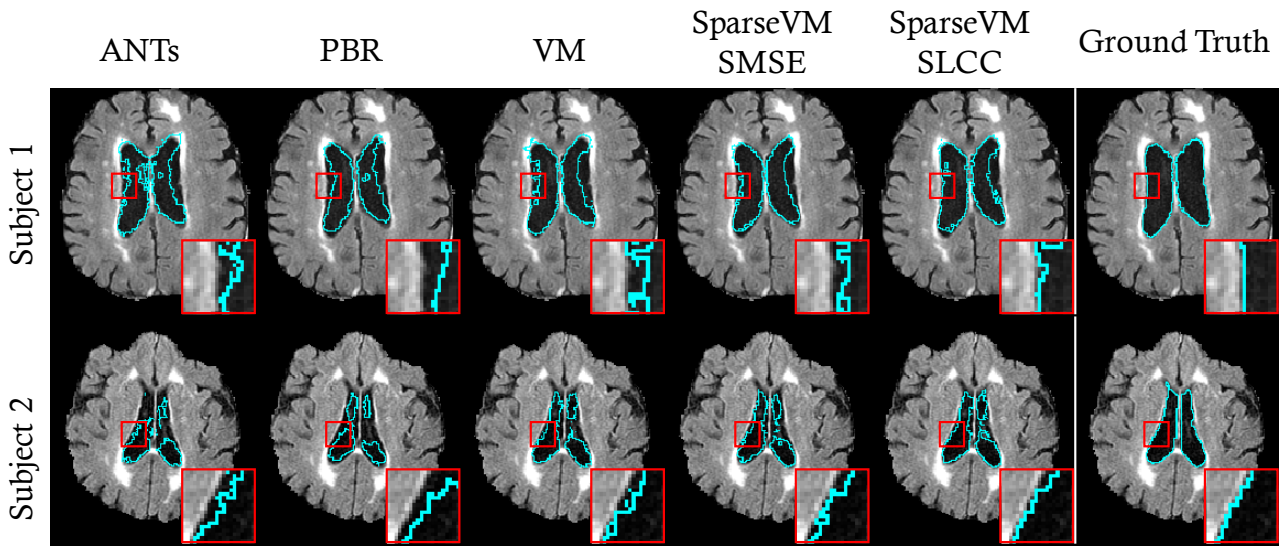 ANTs
PBR
VM
SparseVM
SMSE
SparseVM
SLCC
Ground Truth
Subject 1
Subject 2